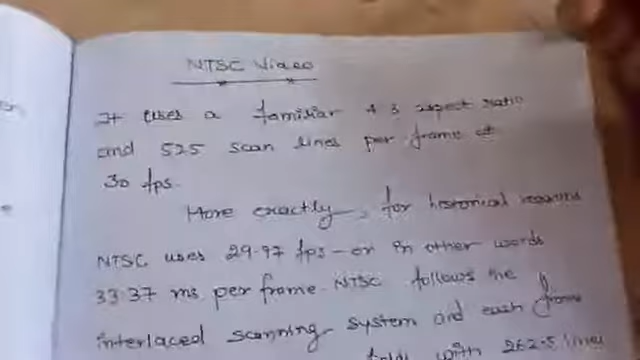 NTSC Video
It uses a familiar 4:3 aspect ratio
and 525 scan lines per frame at
30 fps.
More exactly, for historical reasons
NTSC uses 29.97 fps - or in other words
33.37 ms per frame. NTSC follows the
interlaced scanning system and each frame
with 262.5 lines